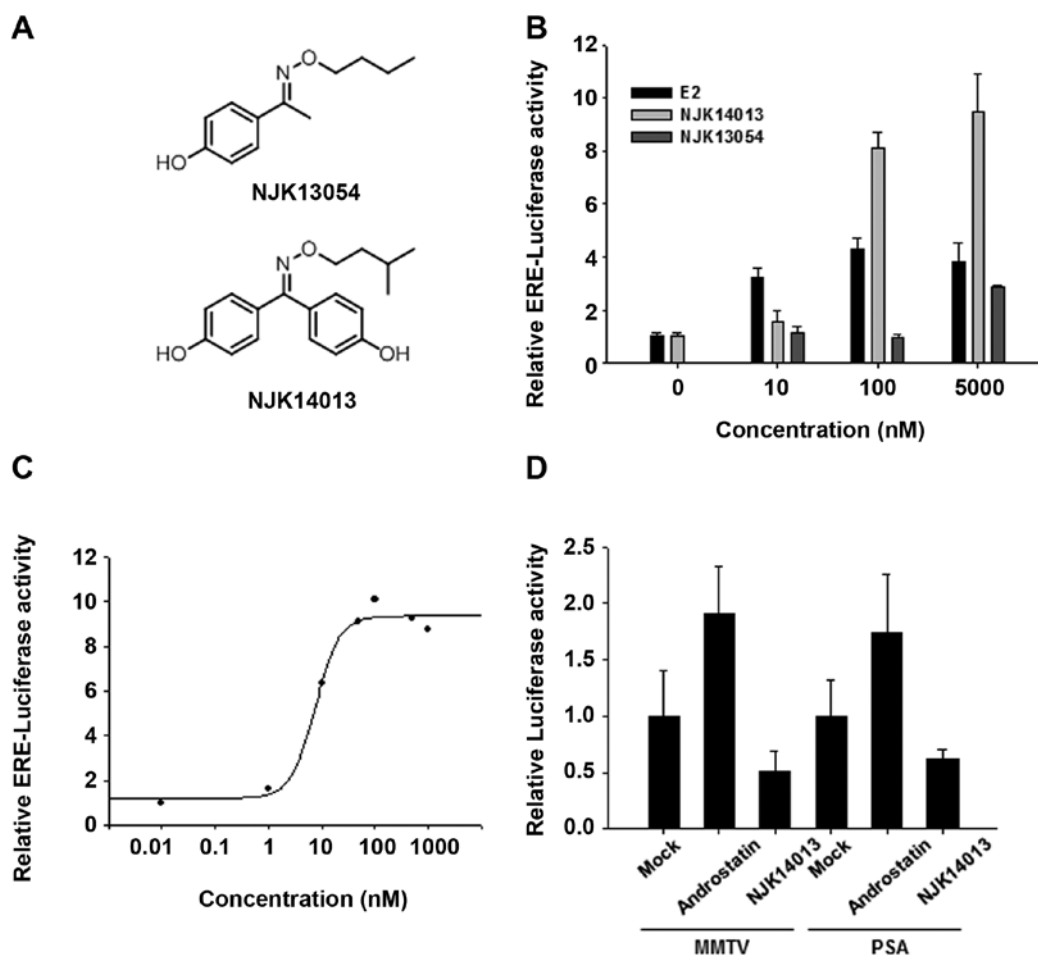 A
O
N
HO
NJK13054
O
N
HO
OH
NJK14013
B
Relative ERE-Luciferase activity
12
10
8
6
4
2
0
E2
NJK14013
NJK13054
0 10 100 5000
Concentration (nM)
C
Relative ERE-Luciferase activity
12
10
8
6
4
2
0
0.01 0.1 1 10 100 1000
Concentration (nM)
D
Relative Luciferase activity
2.5
2.0
1.5
1.0
0.5
0.0
Mock Androstatin NJK14013 Mock Androstatin NJK14013
MMTV PSA